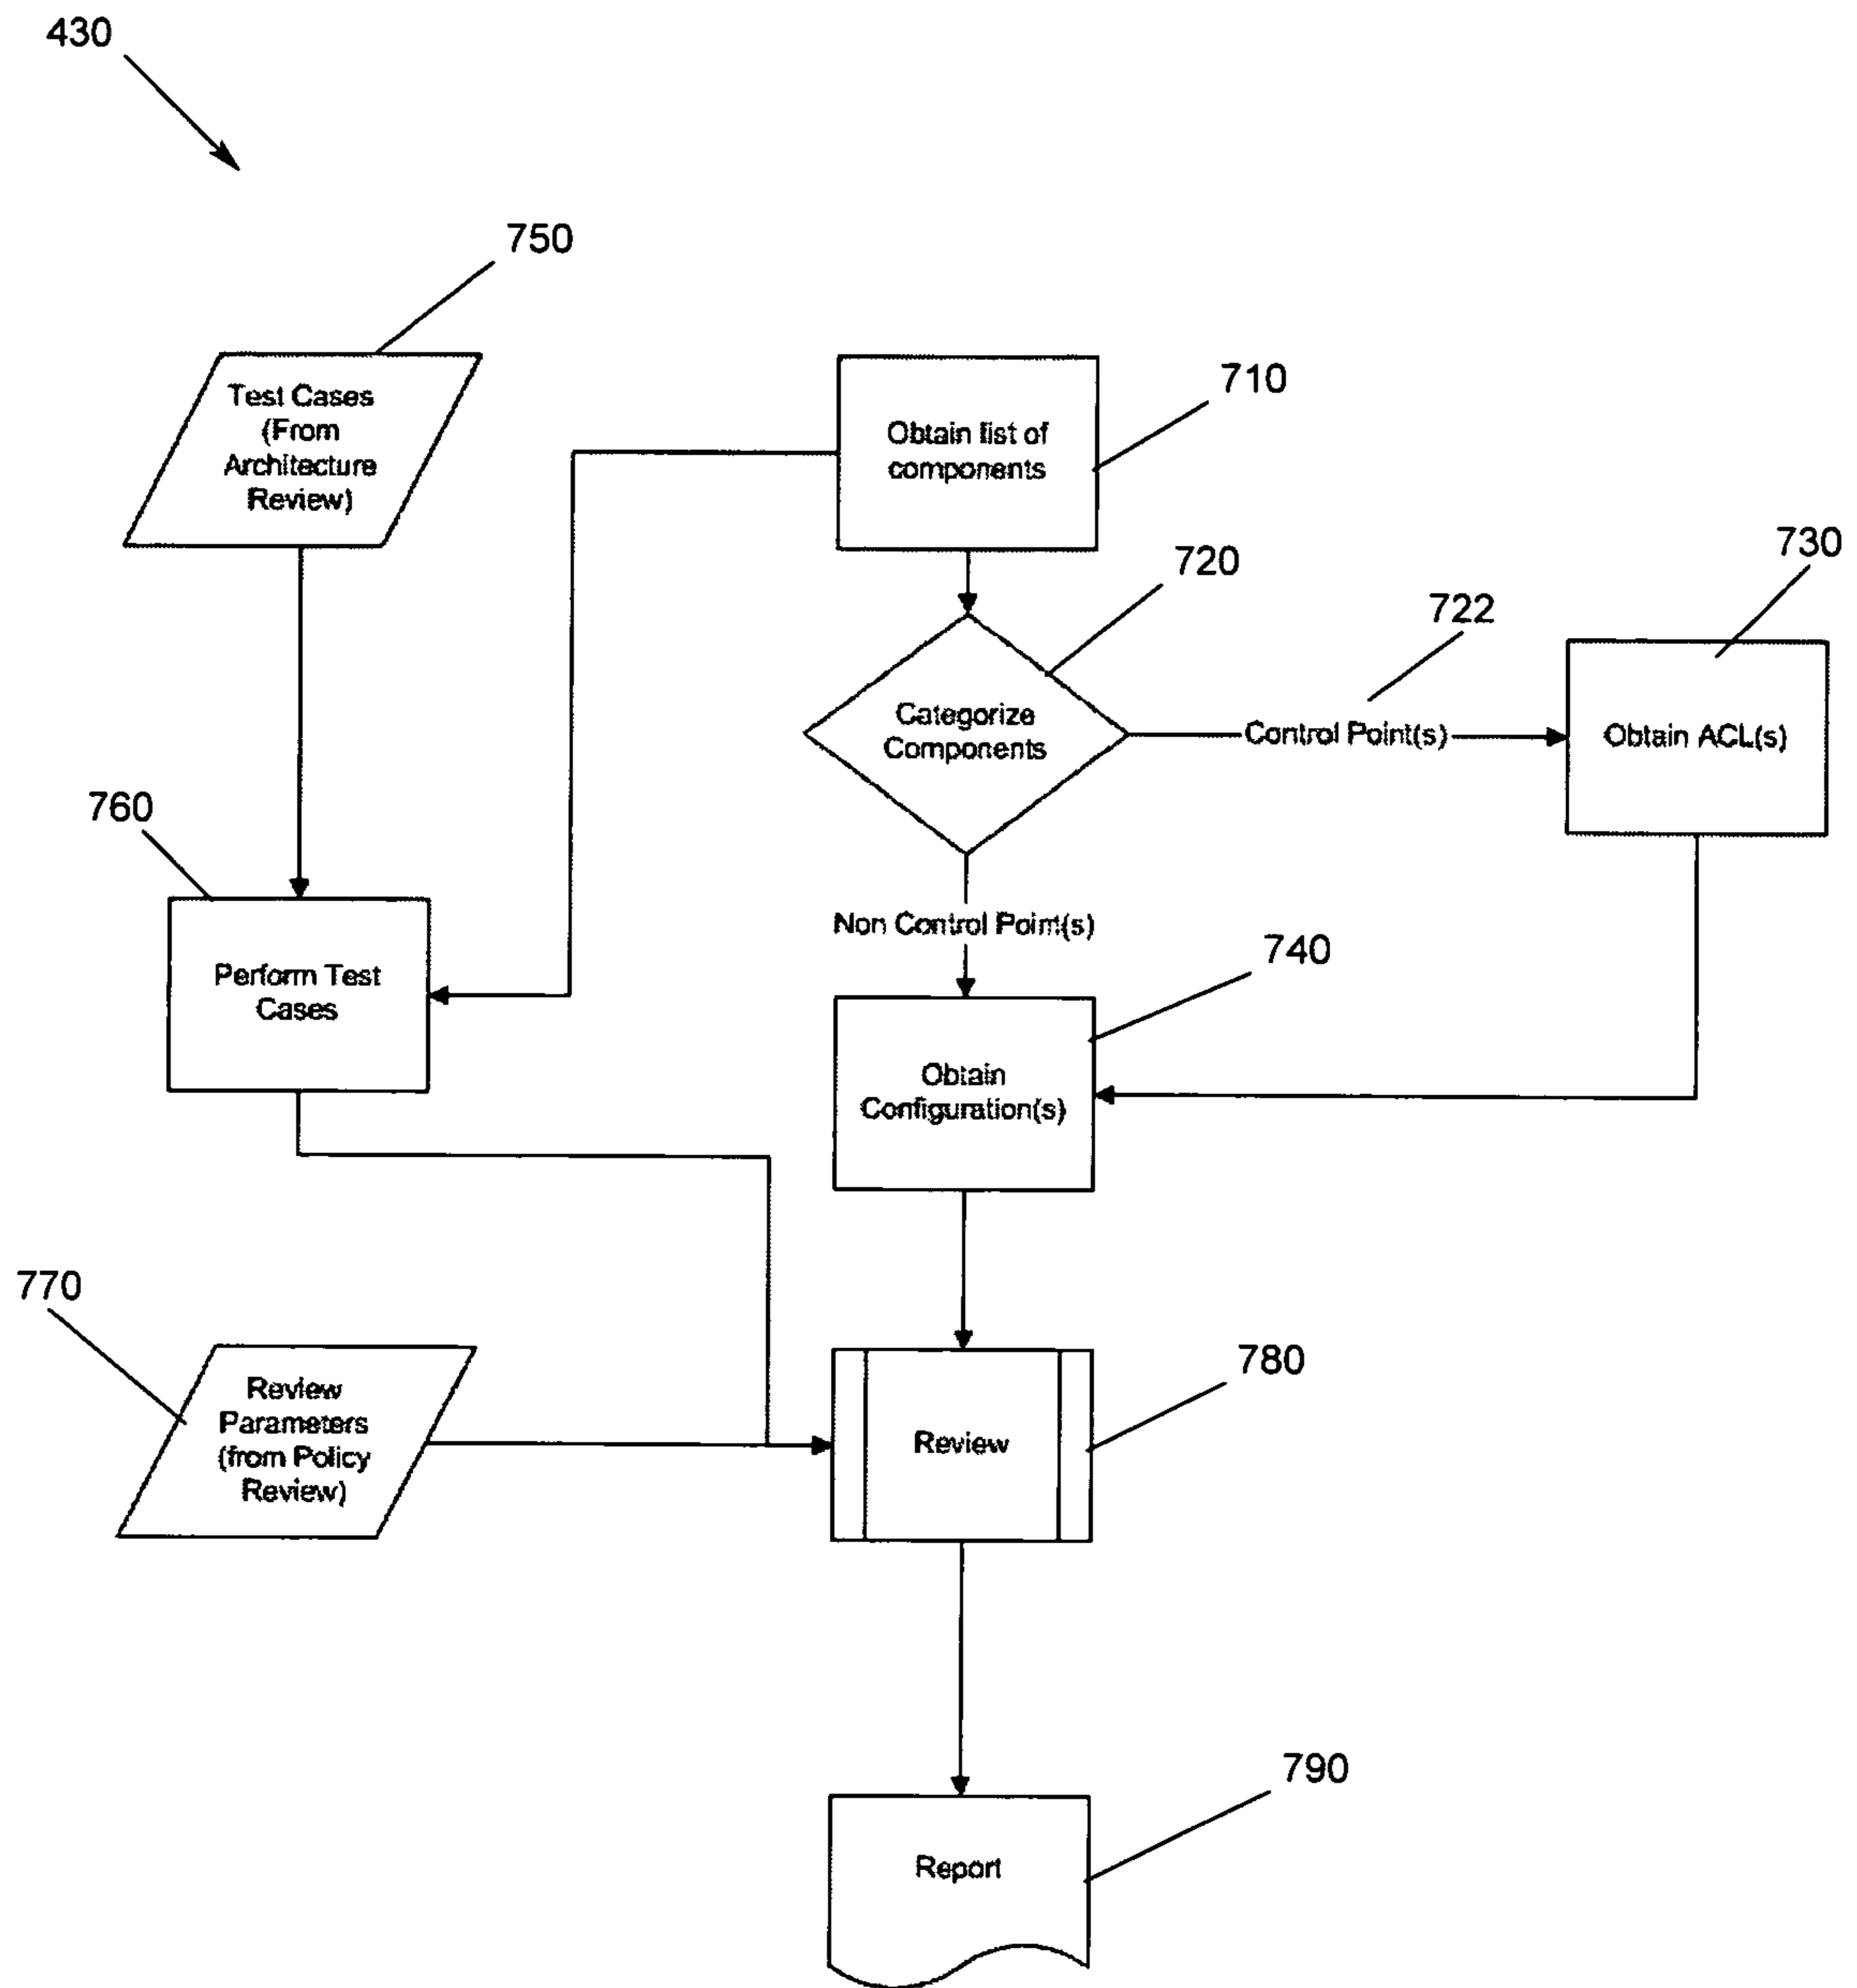 430
750
Test Cases
(From
Architecture
Review)
710
Obtain list of
components
720
Categorize
Components
722
Control Point(s)
730
Obtain ACL(s)
760
Perform Test
Cases
Non Control Point(s)
740
Obtain
Configuration(s)
770
Review
Parameters
(from Policy
Review)
780
Review
790
Report